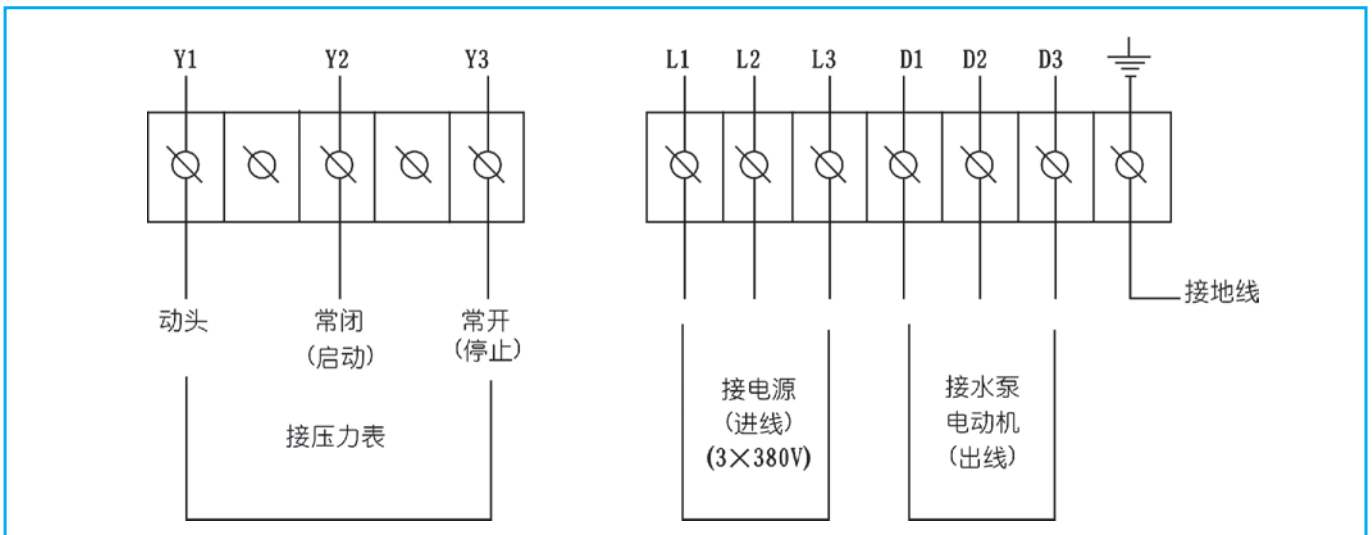 Y1 Y2 Y3 L1 L2 L3 D1 D2 D3
接地线
动头 常闭 常开
(启动) (停止)
接压力表
接电源
(进线)
(3×380V)
接水泵
电动机
(出线)